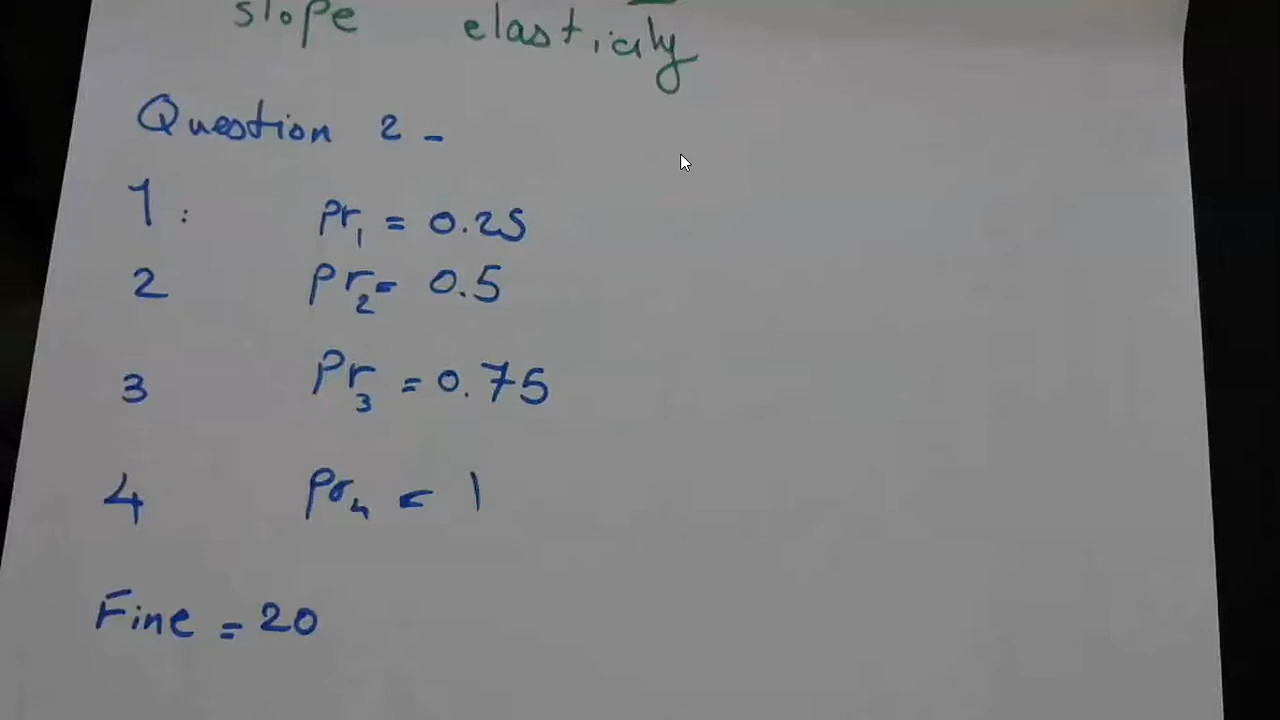 slope elasticity
Question 2 -
1 : Pr1 = 0.25
2 Pr2 = 0.5
3 Pr3 = 0.75
4 Pr4 = 1
Fine = 20